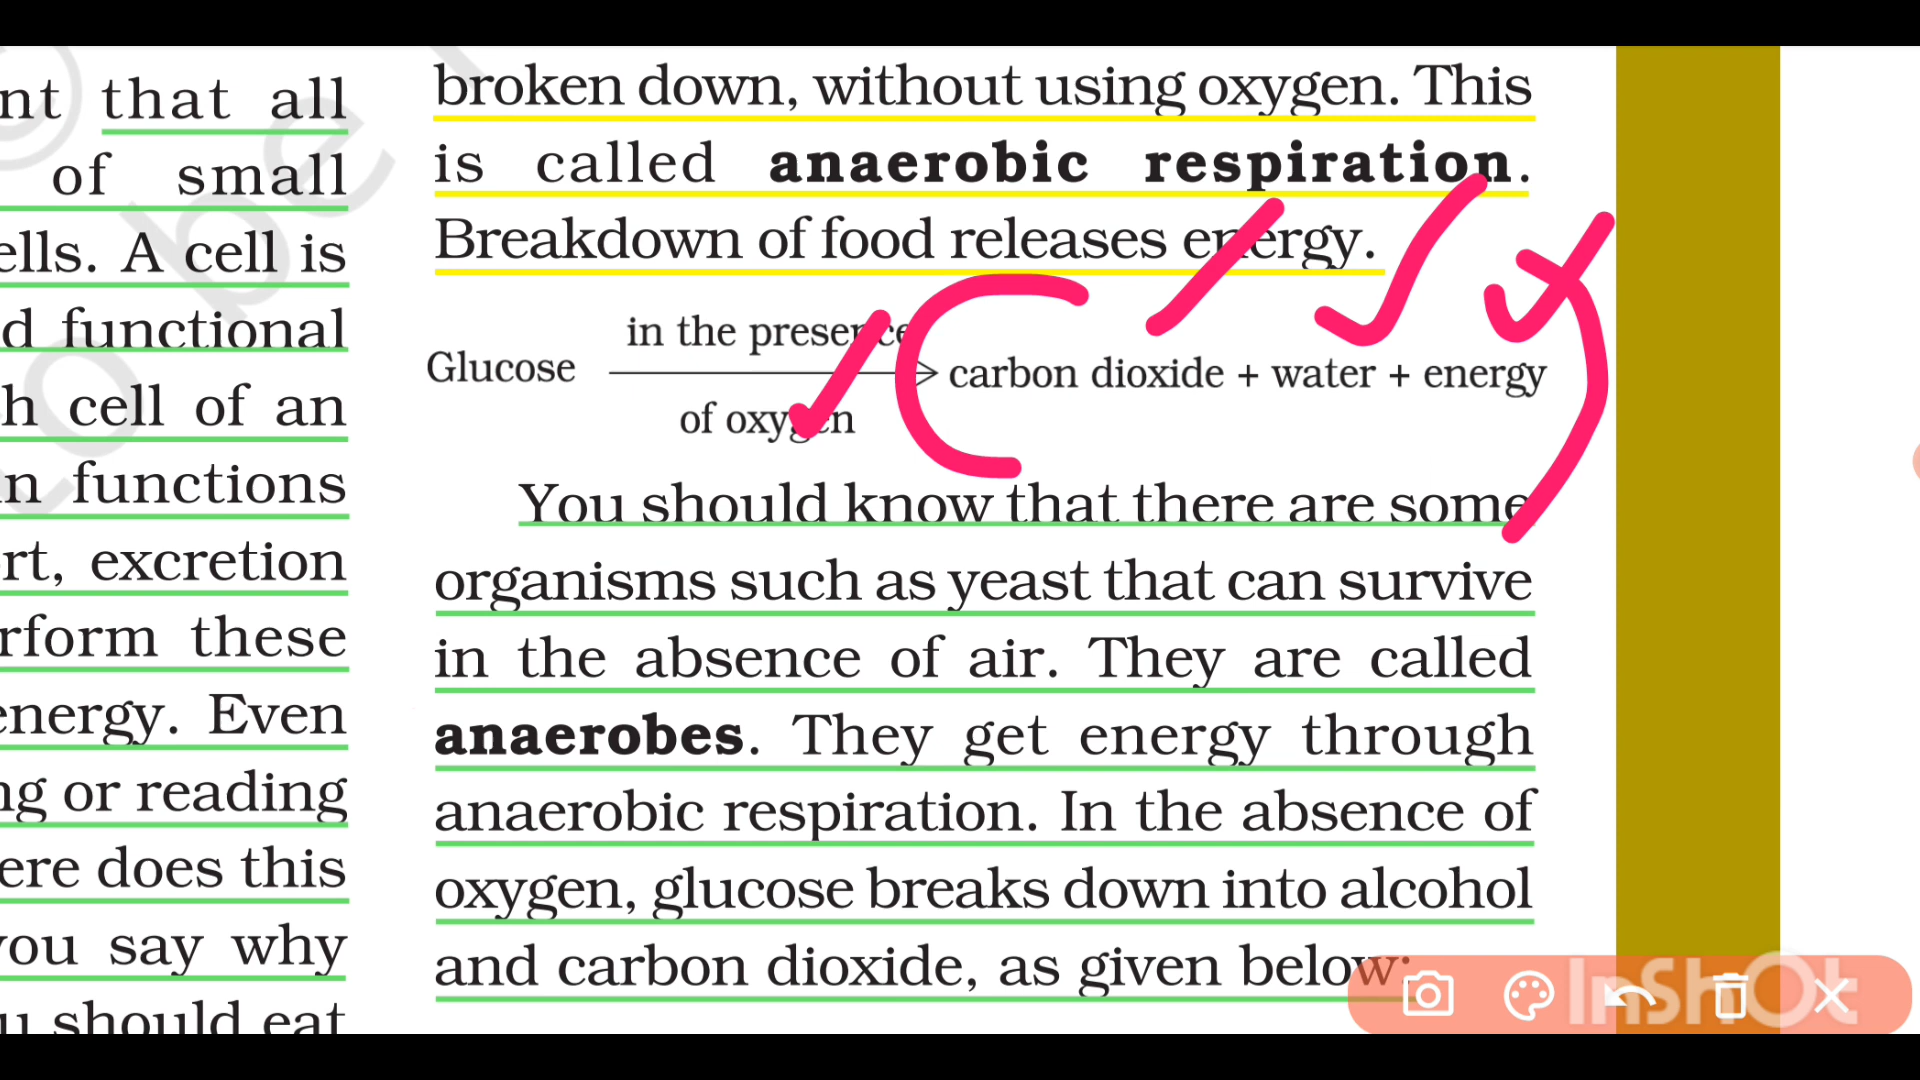 nt that all
of small
ells. A cell is
d functional
h cell of an
n functions
rt, excretion
rform these
energy. Even
ng or reading
ere does this
you say why
u should eat
broken down, without using oxygen. This
is called anaerobic respiration.
Breakdown of food releases energy.
Glucose in the presence of oxygen carbon dioxide + water + energy
You should know that there are some
organisms such as yeast that can survive
in the absence of air. They are called
anaerobes. They get energy through
anaerobic respiration. In the absence of
oxygen, glucose breaks down into alcohol
and carbon dioxide, as given below:
to be
InShOt